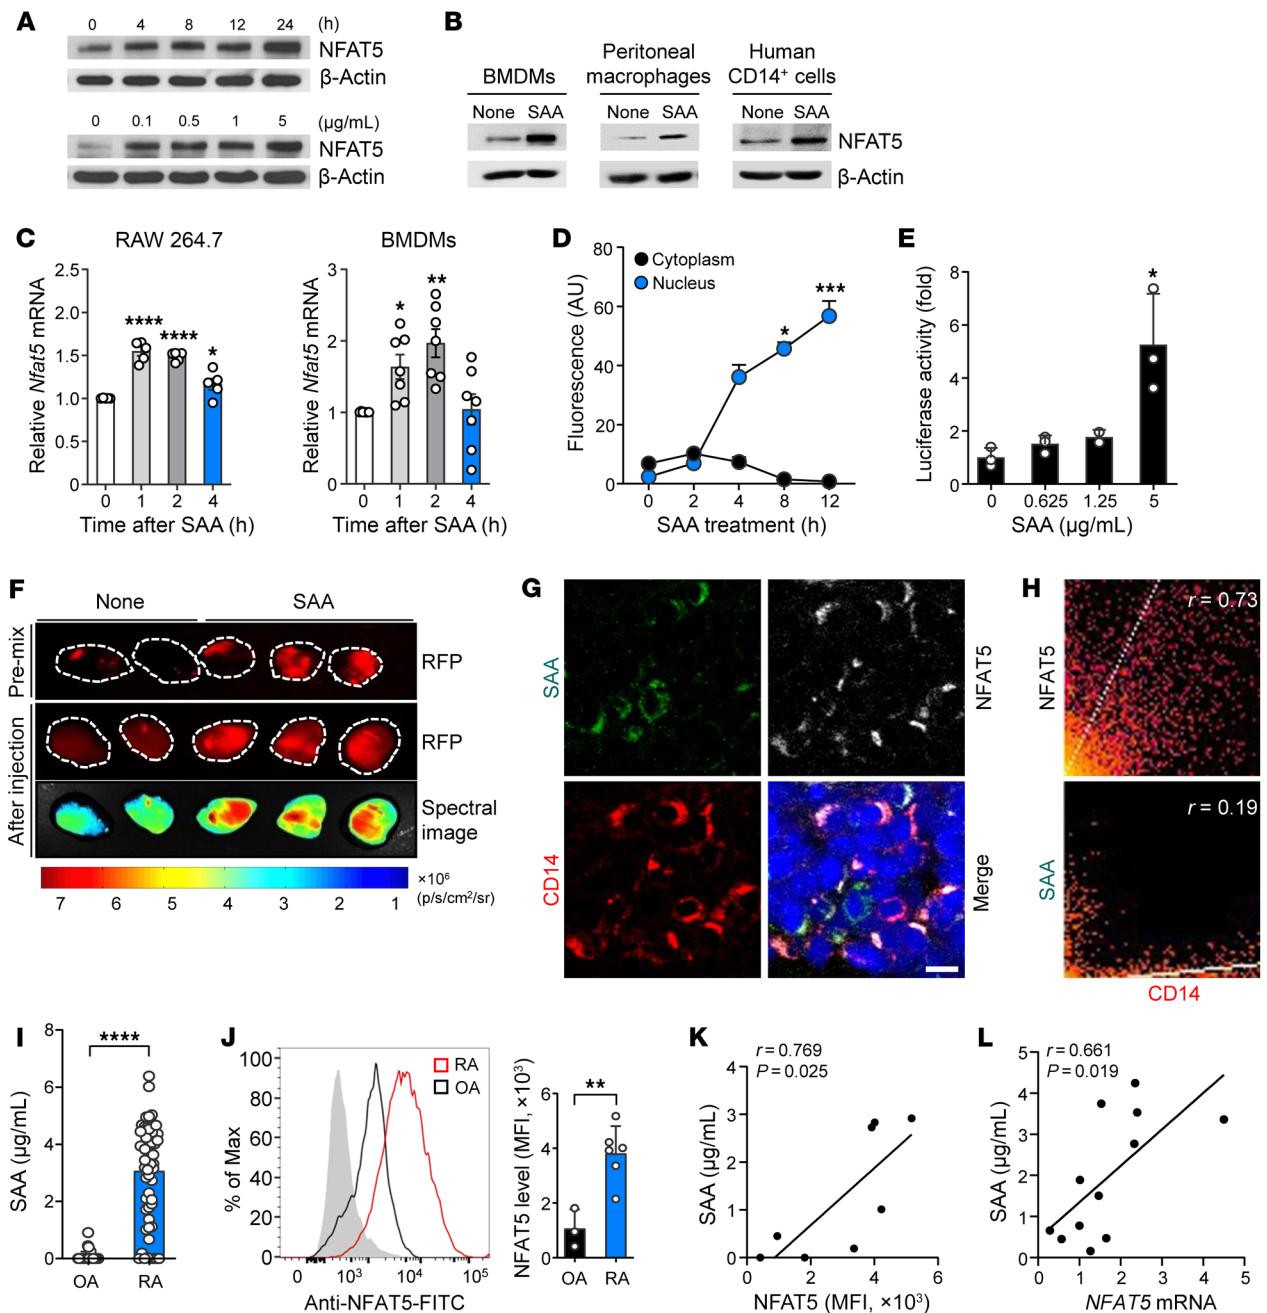 A
0 4 8 12 24 (h)
NFAT5
β-Actin
0 0.1 0.5 1 5 (μg/mL)
NFAT5
β-Actin
B
BMDMs
Peritoneal
macrophages
Human
CD14⁺ cells
None SAA None SAA None SAA
NFAT5
β-Actin
C
RAW 264.7
Relative Nfat5 mRNA
2.5
2.0
1.5
1.0
0.5
0
****
****
*
0 1 2 4
Time after SAA (h)
BMDMs
Relative Nfat5 mRNA
3
2
1
0
*
**
0 1 2 4
Time after SAA (h)
D
Fluorescence (AU)
80
60
40
20
0
Cytoplasm
Nucleus
*
***
0 2 4 8 12
SAA treatment (h)
E
Luciferase activity (fold)
8
6
4
2
0
*
0 0.625 1.25 5
SAA (μg/mL)
F
None SAA
Pre-mix
RFP
After injection
RFP
Spectral
image
×10⁶
(p/s/cm²/sr)
7 6 5 4 3 2 1
G
SAA
NFAT5
CD14
Merge
H
NFAT5
r = 0.73
SAA
r = 0.19
CD14
I
SAA (μg/mL)
8
6
4
2
0
****
OA RA
J
% of Max
100
80
60
40
20
0
RA
OA
0 10³ 10⁴ 10⁵
Anti-NFAT5-FITC
NFAT5 level (MFI, ×10³)
6
4
2
0
**
OA RA
K
r = 0.769
P = 0.025
SAA (μg/mL)
4
3
2
1
0
0 2 4 6
NFAT5 (MFI, ×10³)
L
r = 0.661
P = 0.019
SAA (μg/mL)
5
4
3
2
1
0
0 1 2 3 4 5
NFAT5 mRNA